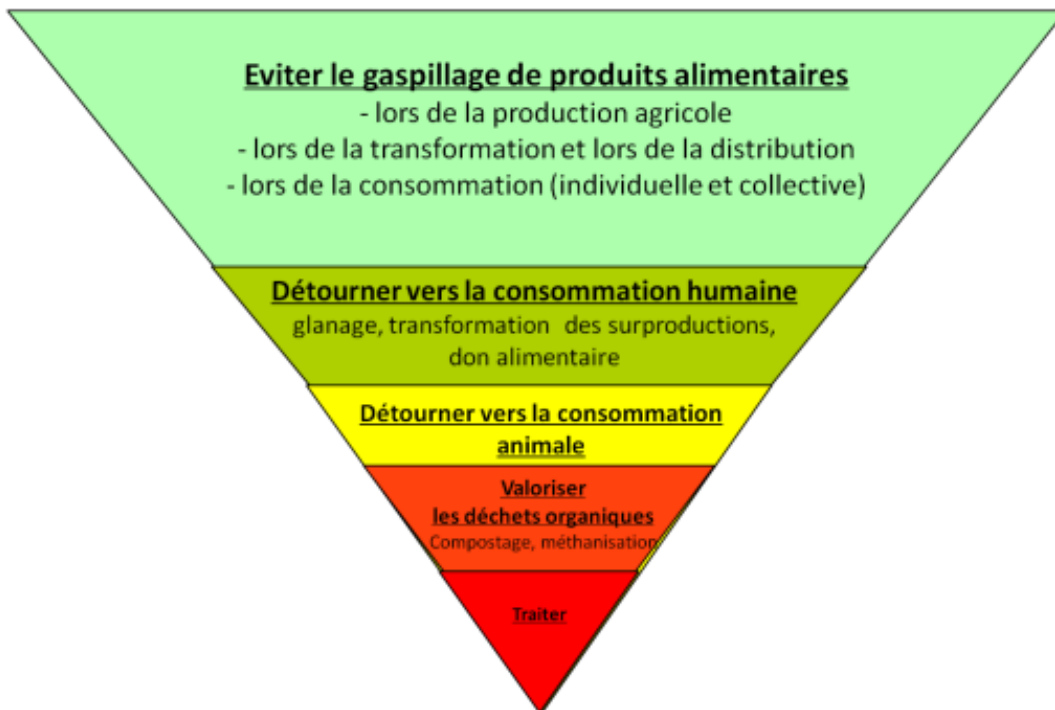 Eviter le gaspillage de produits alimentaires
- lors de la production agricole
- lors de la transformation et lors de la distribution
- lors de la consommation (individuelle et collective)
Détourner vers la consommation humaine
glanage, transformation des surproductions,
don alimentaire
Détourner vers la consommation
animale
Valoriser
les déchets organiques
Compostage, méthanisation
Traiter